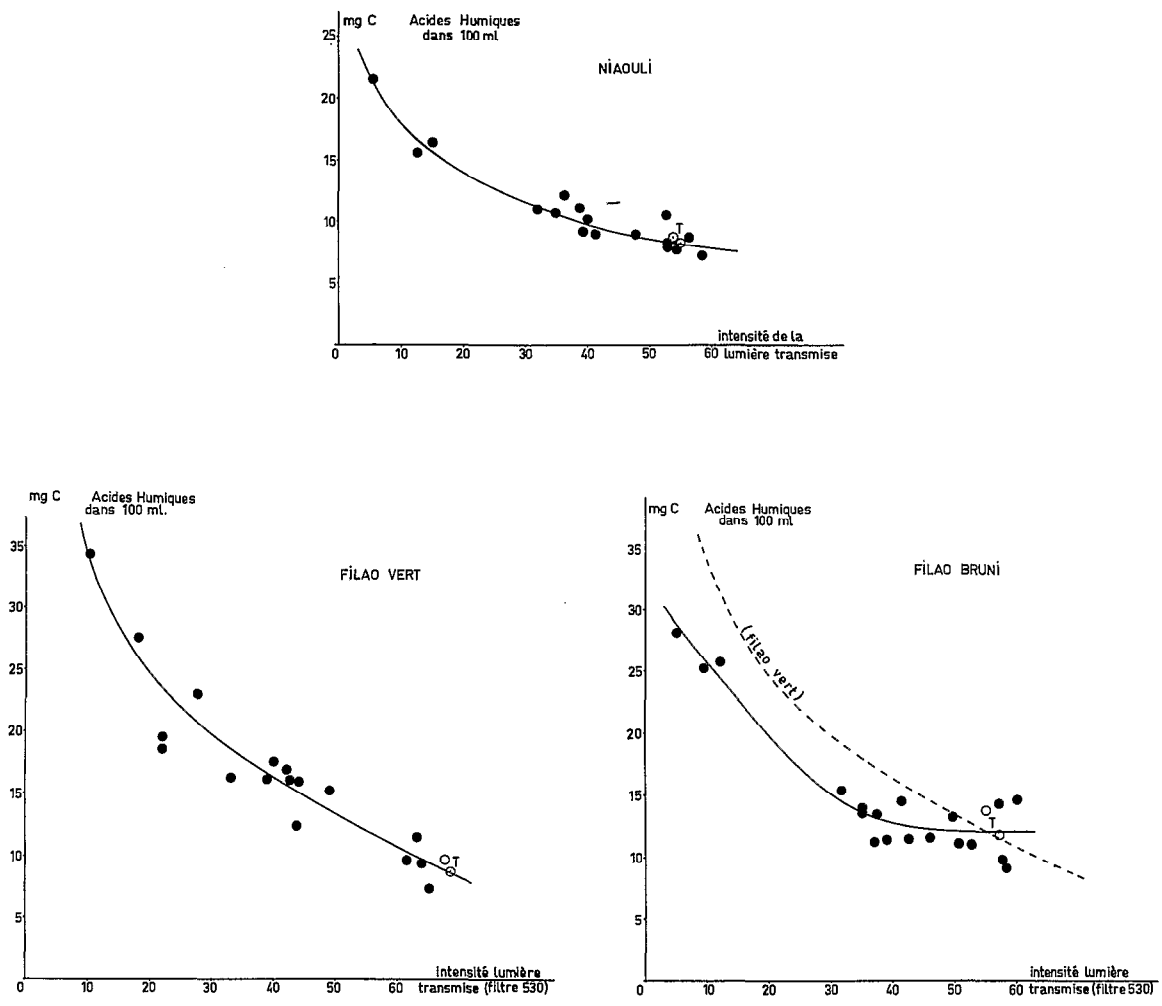 mg C Acides Humiques
dans 100 ml
NiAOULi
25
20
15
10
5
T
intensité de la
0 10 20 30 40 50 60 lumière transmise
mg C Acides Humiques
dans 100 ml.
FiLAO VERT
35
30
25
20
15
10
5
T
intensité lumière
0 10 20 30 40 50 60 transmise (filtre 530)
mg C Acides Humiques
dans 100 ml
FiLAO BRUNi
35
30
25
20
15
10
5
(filao vert)
T
intensité lumière
0 10 20 30 40 50 60 transmise (filtre 530)